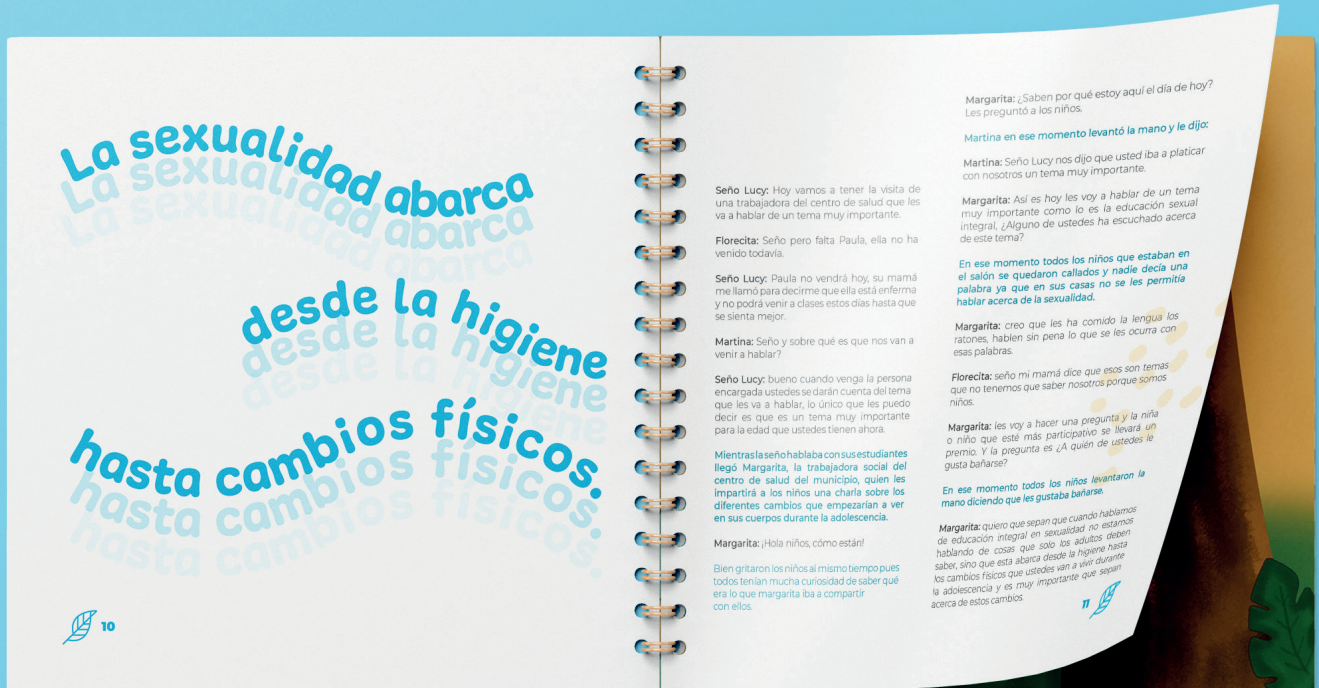 La sexualidad abarca
desde la higiene
hasta cambios físicos.
10
Seño Lucy: Hoy vamos a tener la visita de
una trabajadora del centro de salud que les
va a hablar de un tema muy importante.
Florecita: Seño pero falta Paula, ella no ha
venido todavía.
Seño Lucy: Paula no vendrá hoy, su mamá
me llamó para decirme que ella está enferma
y no podrá venir a clases estos días hasta que
se sienta mejor.
Martina: Seño y sobre qué es que nos van a
venir a hablar?
Seño Lucy: bueno cuando venga la persona
encargada ustedes se darán cuenta del tema
que les va a hablar, lo único que les puedo
decir es que es un tema muy importante
para la edad que ustedes tienen ahora.
Mientras la seño hablaba con sus estudiantes
llegó Margarita, la trabajadora social del
centro de salud del municipio, quien les
impartirá a los niños una charla sobre los
diferentes cambios que empezarían a ver
en sus cuerpos durante la adolescencia.
Margarita: ¡Hola niños, cómo están!
Bien gritaron los niños al mismo tiempo pues
todos tenían mucha curiosidad de saber qué
era lo que margarita iba a compartir
con ellos.
Margarita: ¿Saben por qué estoy aquí el día de hoy?
Les preguntó a los niños.
Martina en ese momento levantó la mano y le dijo:
Martina: Seño Lucy nos dijo que usted iba a platicar
con nosotros un tema muy importante.
Margarita: Así es hoy les voy a hablar de un tema
muy importante como lo es la educación sexual
integral, ¿Alguno de ustedes ha escuchado acerca
de este tema?
En ese momento todos los niños que estaban en
el salón se quedaron callados y nadie decía una
palabra ya que en sus casas no se les permitía
hablar acerca de la sexualidad.
Margarita: creo que les ha comido la lengua los
ratones, hablen sin pena lo que se les ocurra con
esas palabras.
Florecita: seño mi mamá dice que esos son temas
que no tenemos que saber nosotros porque somos
niños.
Margarita: les voy a hacer una pregunta y la niña
o niño que esté más participativo se llevará un
premio. Y la pregunta es ¿A quién de ustedes le
gusta bañarse?
En ese momento todos los niños levantaron la
mano diciendo que les gustaba bañarse.
Margarita: quiero que sepan que cuando hablamos
de educación integral en sexualidad no estamos
hablando de cosas que solo los adultos deben
saber, sino que esta abarca desde la higiene hasta
los cambios físicos que ustedes van a vivir durante
la adolescencia y es muy importante que sepan
acerca de estos cambios.
11